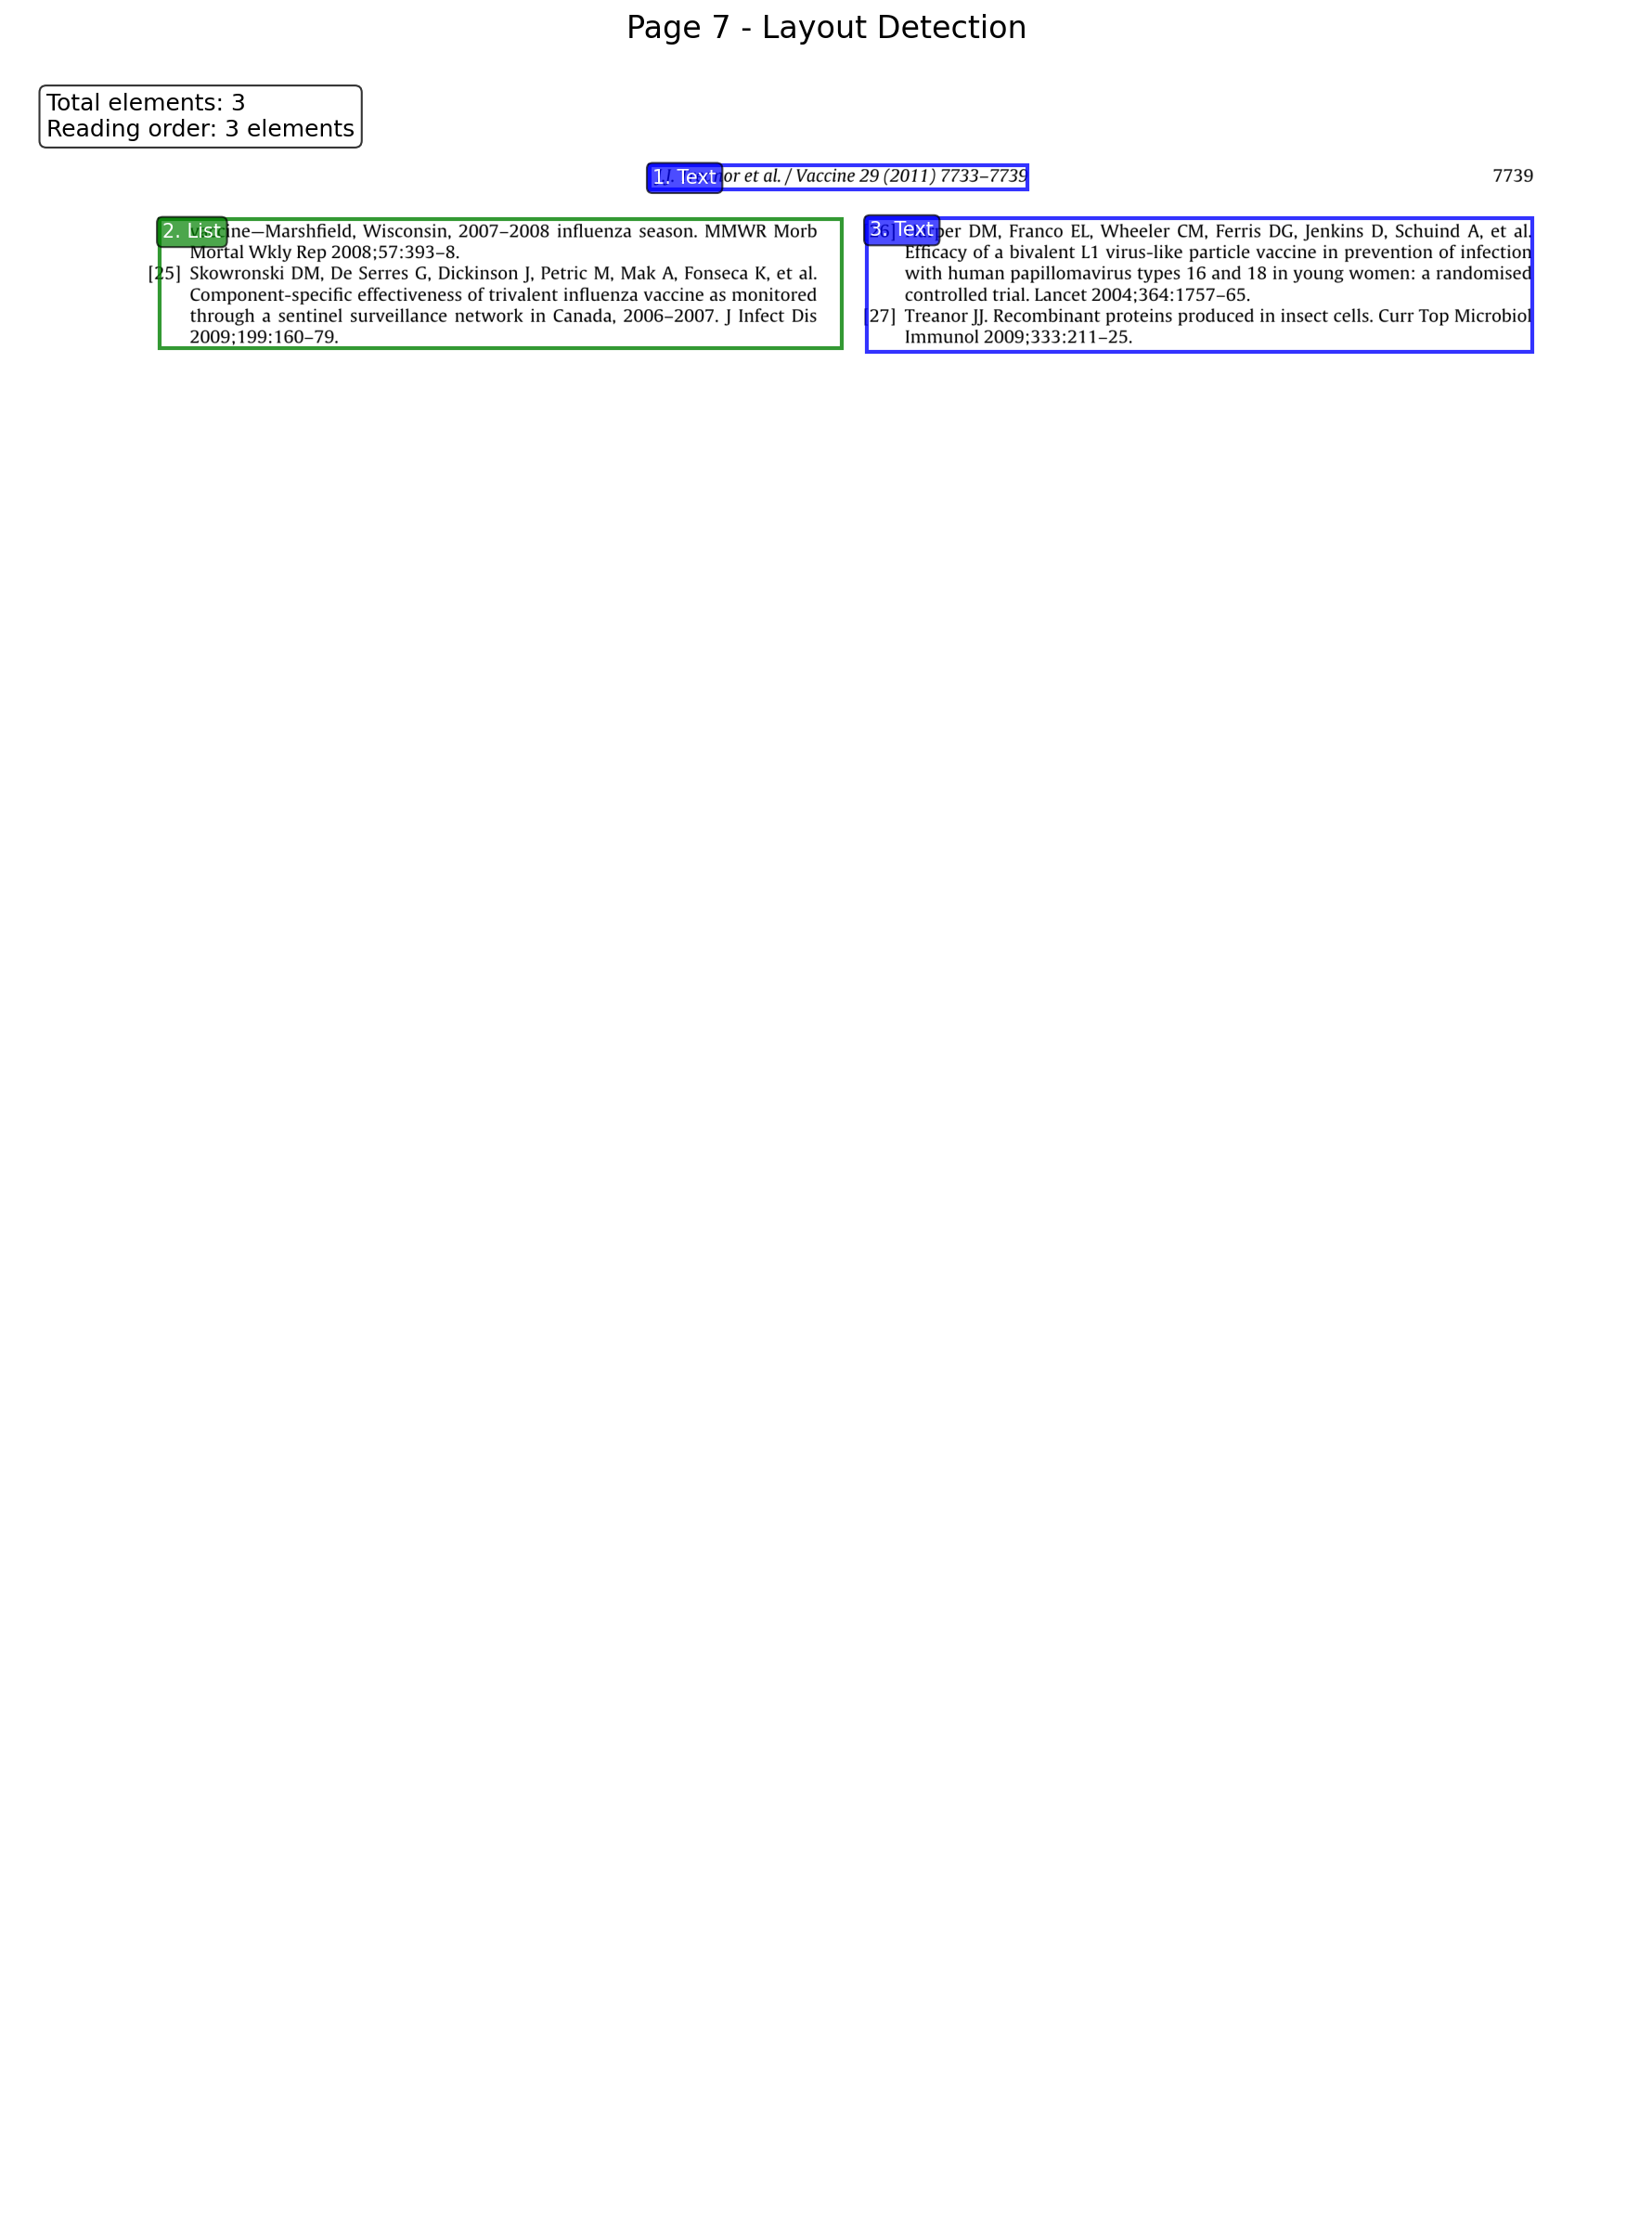 Page 7 - Layout Detection
Total elements: 3
Reading order: 3 elements
1. Text
et al. / Vaccine 29 (2011) 7733–7739
7739
2. List
Marshfield, Wisconsin, 2007–2008 influenza season. MMWR Morb
Mortal Wkly Rep 2008;57:393–8.
[25] Skowronski DM, De Serres G, Dickinson J, Petric M, Mak A, Fonseca K, et al.
Component-specific effectiveness of trivalent influenza vaccine as monitored
through a sentinel surveillance network in Canada, 2006–2007. J Infect Dis
2009;199:160–79.
3. Text
DM, Franco EL, Wheeler CM, Ferris DG, Jenkins D, Schuind A, et al.
Efficacy of a bivalent L1 virus-like particle vaccine in prevention of infection
with human papillomavirus types 16 and 18 in young women: a randomised
controlled trial. Lancet 2004;364:1757–65.
[27] Treanor JJ. Recombinant proteins produced in insect cells. Curr Top Microbiol
Immunol 2009;333:211–25.